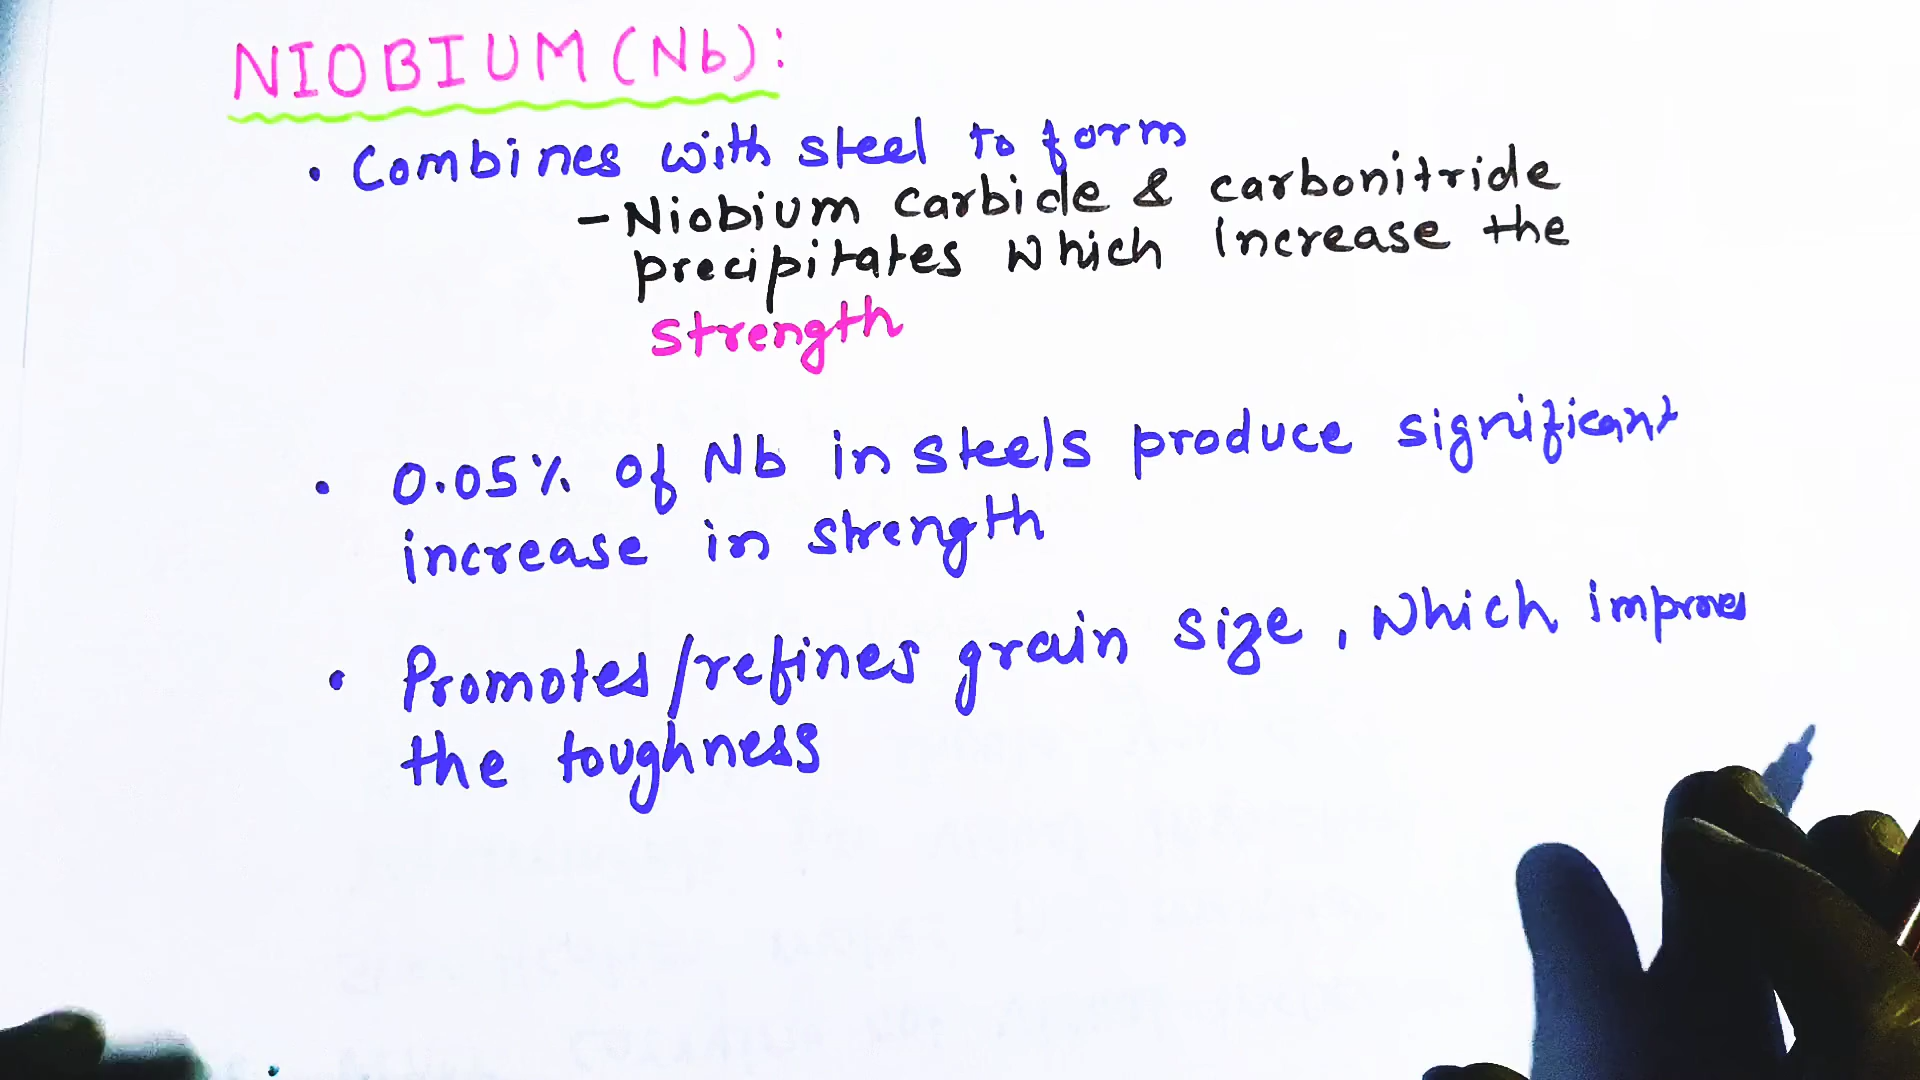 NIOBIUM (Nb):
• Combines with steel to form
- Niobium carbide & carbonitride
precipitates which increase the
strength
• 0.05% of Nb in steels produce significant
increase in strength
• Promotes/refines grain size, which improves
the toughness